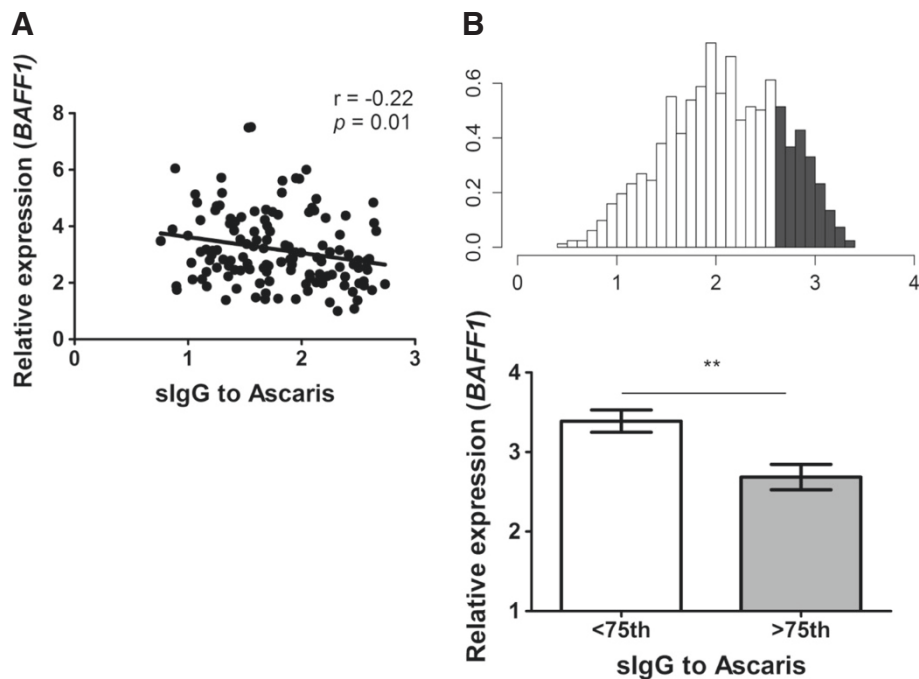 A
Relative expression (BAFF1)
8
6
4
2
0
r = -0.22
p = 0.01
0 1 2 3
sIgG to Ascaris
B
0.6
0.4
0.2
0.0
0 1 2 3 4
Relative expression (BAFF1)
4
3
2
1
**
<75th >75th
sIgG to Ascaris